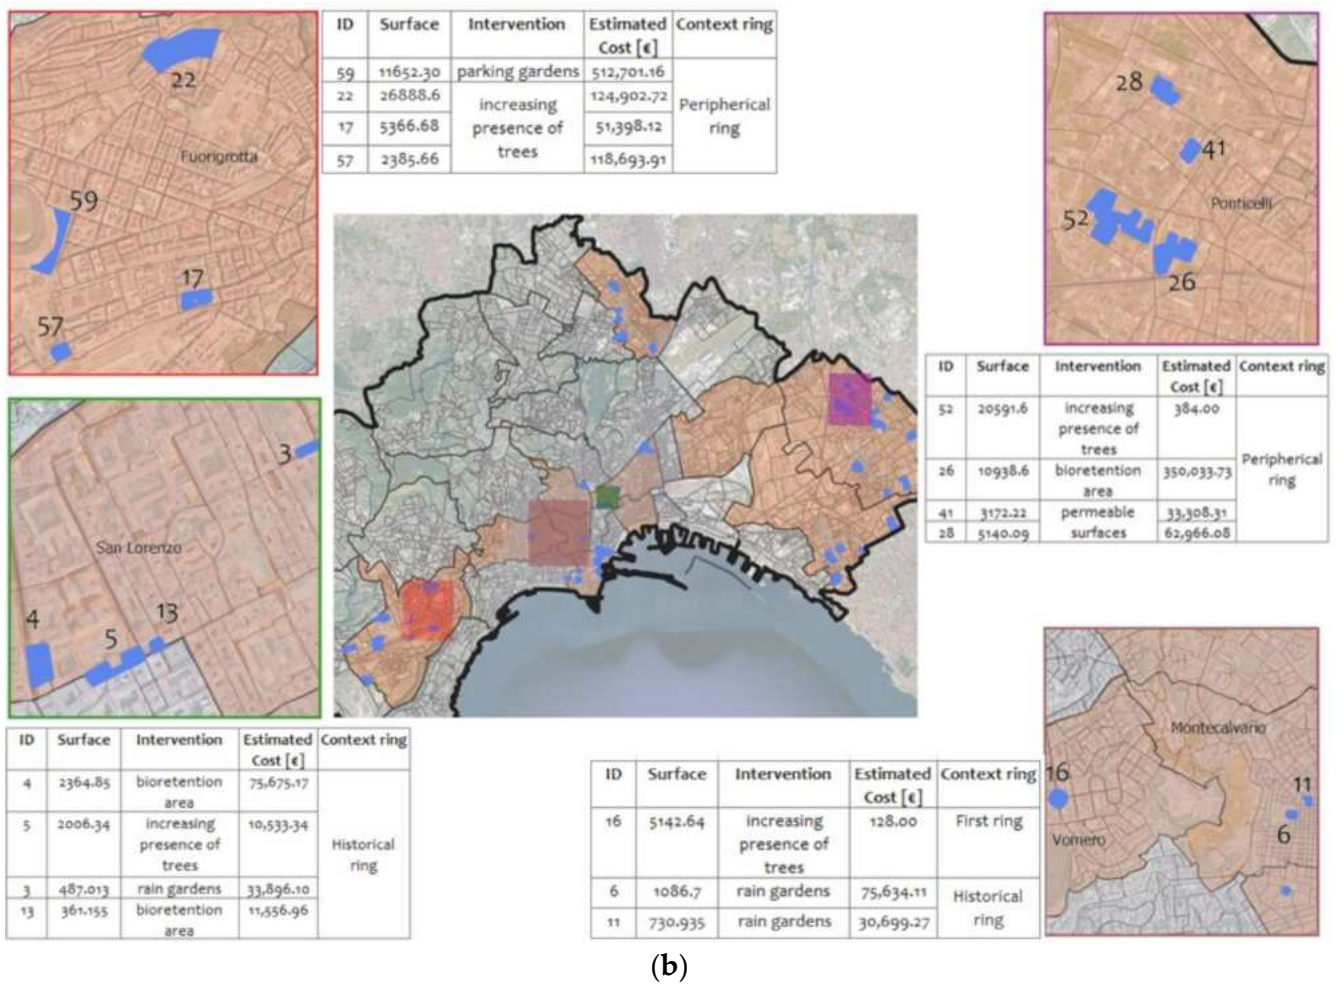 22
Fuorigrotta
59
17
57
ID Surface Intervention Estimated Cost [€] Context ring
59 11652.30 parking gardens 512,701.16 Peripherical ring
22 26888.6 increasing presence of trees 124,902.72
17 5366.68 51,398.12
57 2385.66 118,693.91
28
41
Ponticelli
52
26
ID Surface Intervention Estimated Cost [€] Context ring
52 20591.6 increasing presence of trees 384.00 Peripherical ring
26 10938.6 bioretention area 350,033.73
41 3172.22 permeable surfaces 33,308.31
28 5140.09 62,966.08
3
San Lorenzo
4
13
5
ID Surface Intervention Estimated Cost [€] Context ring
4 2364.85 bioretention area 75,675.17 Historical ring
5 2006.34 increasing presence of trees 10,533.34
3 487.013 rain gardens 33,896.10
13 361.155 bioretention area 11,556.96
ID Surface Intervention Estimated Cost [€] Context ring
16 5142.64 increasing presence of trees 128.00 First ring
6 1086.7 rain gardens 75,634.11 Historical ring
11 730.935 rain gardens 30,699.27
Montecalvario
16
11
6
Vomero
(b)